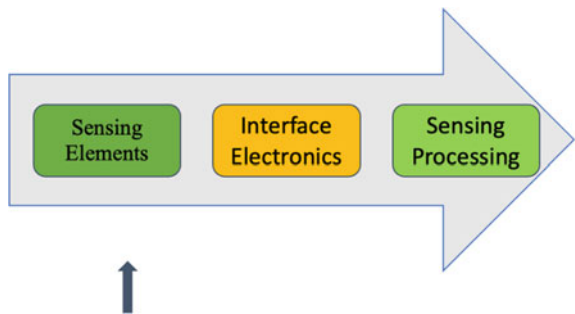 Sensing
Elements
Interface
Electronics
Sensing
Processing